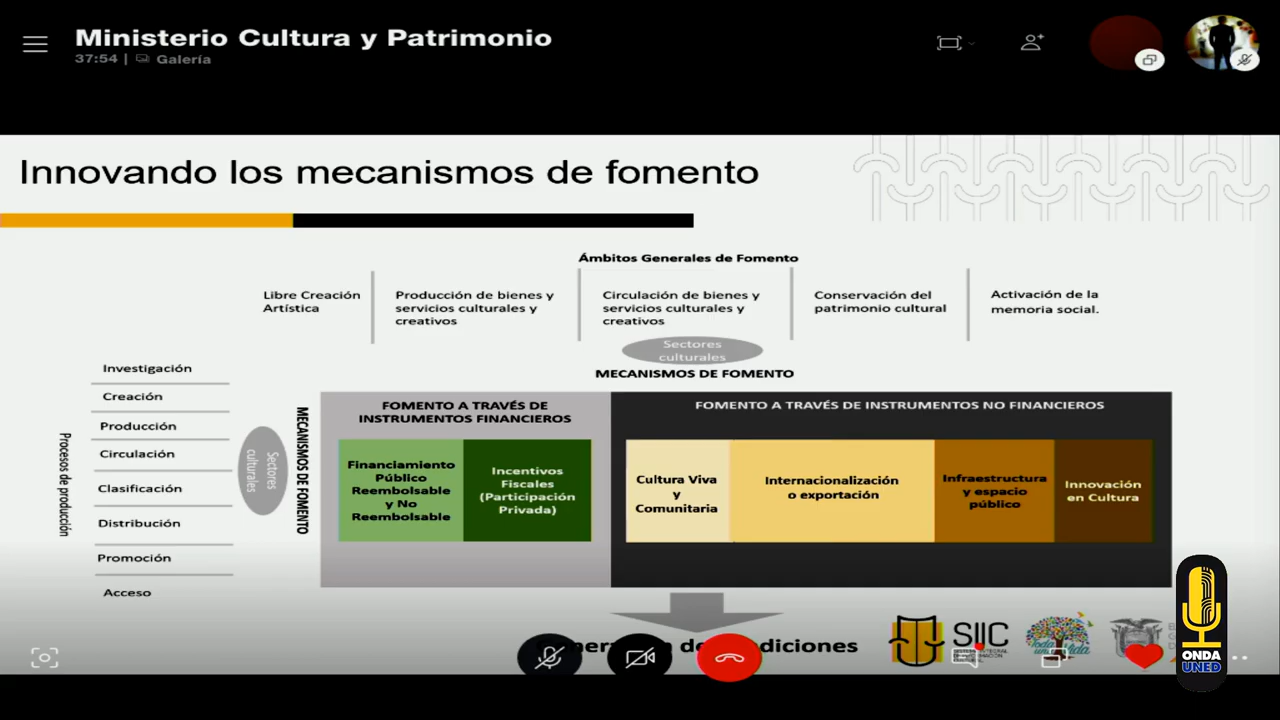 Ministerio Cultura y Patrimonio
37:54 | Galería
Innovando los mecanismos de fomento
Ámbitos Generales de Fomento
Libre Creación
Artística
Producción de bienes y
servicios culturales y
creativos
Circulación de bienes y
servicios culturales y
creativos
Conservación del
patrimonio cultural
Activación de la
memoria social.
Sectores
culturales
MECANISMOS DE FOMENTO
Procesos de producción
Investigación
Creación
Producción
Circulación
Clasificación
Distribución
Promoción
Acceso
Sectores
culturales
MECANISMOS DE FOMENTO
FOMENTO A TRAVÉS DE
INSTRUMENTOS FINANCIEROS
Financiamiento
Público
Reembolsable
y No
Reembolsable
Incentivos
Fiscales
(Participación
Privada)
FOMENTO A TRAVÉS DE INSTRUMENTOS NO FINANCIEROS
Cultura Viva
y
Comunitaria
Internacionalización
o exportación
Infraestructura
y espacio
público
Innovación
en Cultura
SIIC
ONDA
UNED